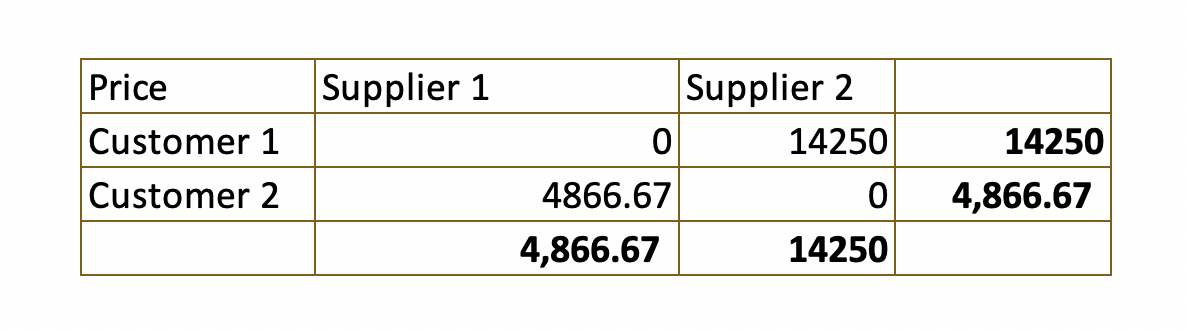 Price Supplier 1 Supplier 2
Customer 1 0 14250 14250
Customer 2 4866.67 0 4,866.67
4,866.67 14250